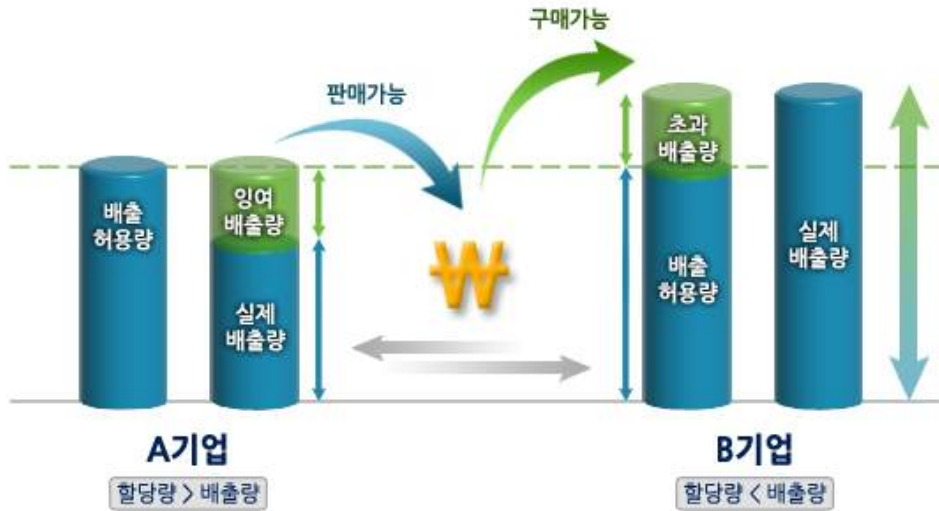 구매가능
판매가능
배출
허용량
잉여
배출량
실제
배출량
₩
초과
배출량
배출
허용량
실제
배출량
A기업
할당량 > 배출량
B기업
할당량 < 배출량